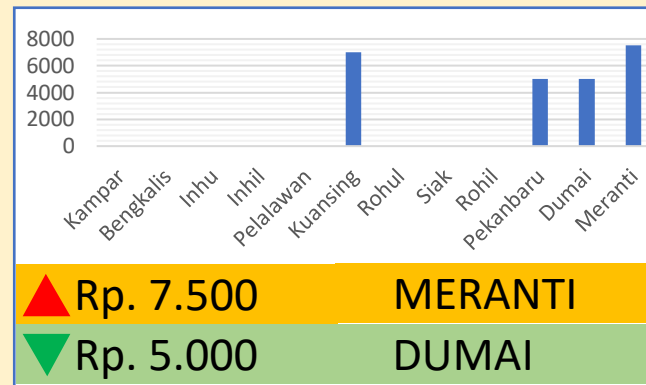 8000
6000
4000
2000
0
Kampar
Bengkalis
Inhu
Inhil
Pelalawan
Kuansing
Rohul
Siak
Rohil
Pekanbaru
Dumai
Meranti
Rp. 7.500 MERANTI
Rp. 5.000 DUMAI